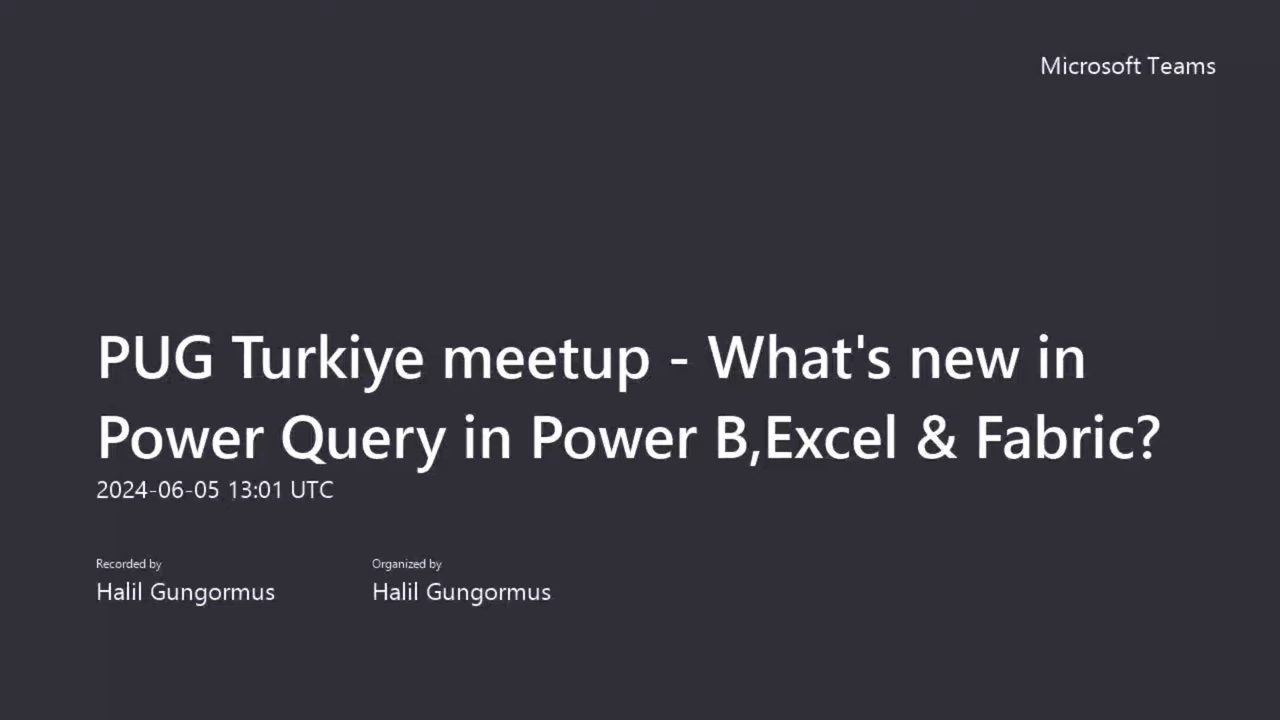 Microsoft Teams
PUG Turkiye meetup - What's new in
Power Query in Power B,Excel & Fabric?
2024-06-05 13:01 UTC
Recorded by
Halil Gungormus
Organized by
Halil Gungormus